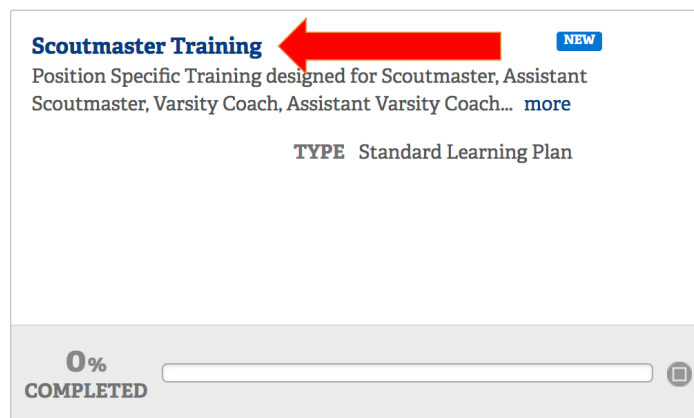 Scoutmaster Training
NEW
Position Specific Training designed for Scoutmaster, Assistant
Scoutmaster, Varsity Coach, Assistant Varsity Coach... more
TYPE Standard Learning Plan
0%
COMPLETED